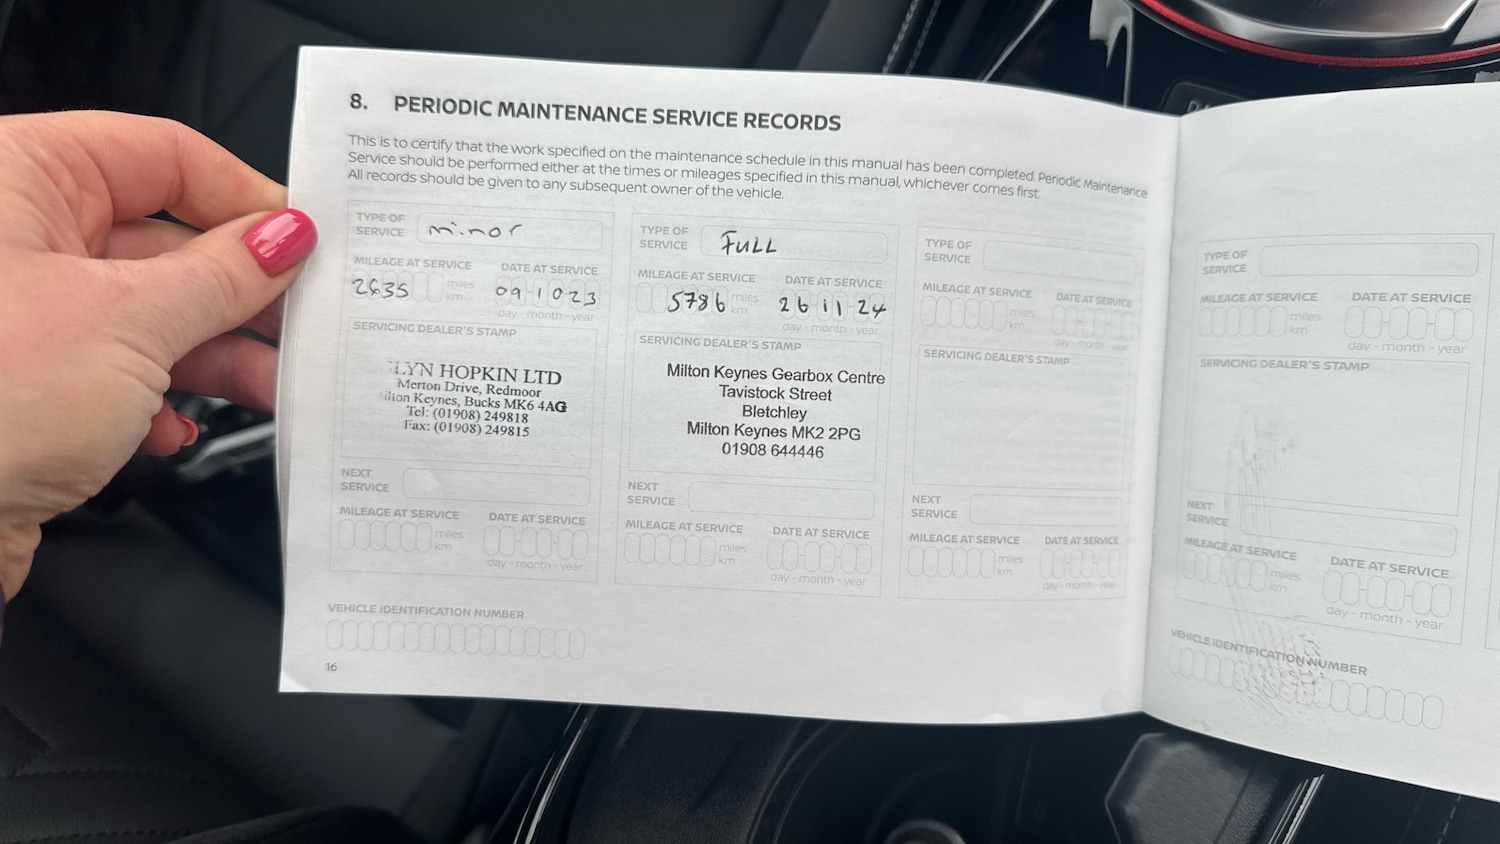 8. PERIODIC MAINTENANCE SERVICE RECORDS
This is to certify that the work specified on the maintenance schedule in this manual has been completed. Periodic Maintenance
Service should be performed either at the times or mileages specified in this manual, whichever comes first.
All records should be given to any subsequent owner of the vehicle.
TYPE OF
SERVICE
minor
MILEAGE AT SERVICE
DATE AT SERVICE
2635
miles
km
09 10 23
day - month - year
SERVICING DEALER'S STAMP
LYN HOPKIN LTD
Merton Drive, Redmoor
ilton Keynes, Bucks MK6 4AG
Tel: (01908) 249818
Fax: (01908) 249815
NEXT
SERVICE
MILEAGE AT SERVICE
DATE AT SERVICE
miles
km
day - month - year
TYPE OF
SERVICE
FULL
MILEAGE AT SERVICE
DATE AT SERVICE
5786
miles
km
26 11 24
day - month - year
SERVICING DEALER'S STAMP
Milton Keynes Gearbox Centre
Tavistock Street
Bletchley
Milton Keynes MK2 2PG
01908 644446
NEXT
SERVICE
MILEAGE AT SERVICE
DATE AT SERVICE
miles
km
day - month - year
TYPE OF
SERVICE
MILEAGE AT SERVICE
DATE AT SERVICE
miles
km
day - month - year
SERVICING DEALER'S STAMP
NEXT
SERVICE
MILEAGE AT SERVICE
DATE AT SERVICE
miles
km
day - month - year
VEHICLE IDENTIFICATION NUMBER
16
TYPE OF
SERVICE
MILEAGE AT SERVICE
DATE AT SERVICE
miles
km
day - month - year
SERVICING DEALER'S STAMP
NEXT
SERVICE
MILEAGE AT SERVICE
DATE AT SERVICE
miles
km
day - month - year
VEHICLE IDENTIFICATION NUMBER